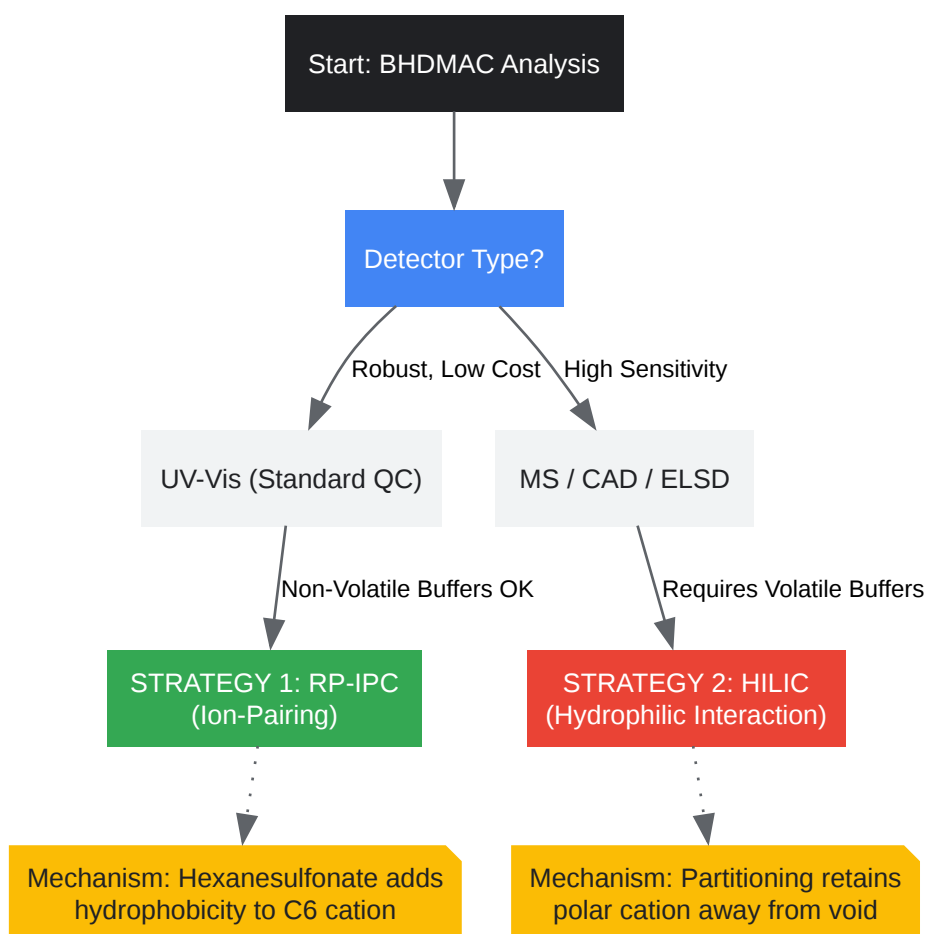 Start: BHDMAC Analysis
Detector Type?
Robust, Low Cost
High Sensitivity
UV-Vis (Standard QC)
MS / CAD / ELSD
Non-Volatile Buffers OK
Requires Volatile Buffers
STRATEGY 1: RP-IPC
(Ion-Pairing)
STRATEGY 2: HILIC
(Hydrophilic Interaction)
Mechanism: Hexanesulfonate adds
hydrophobicity to C6 cation
Mechanism: Partitioning retains
polar cation away from void